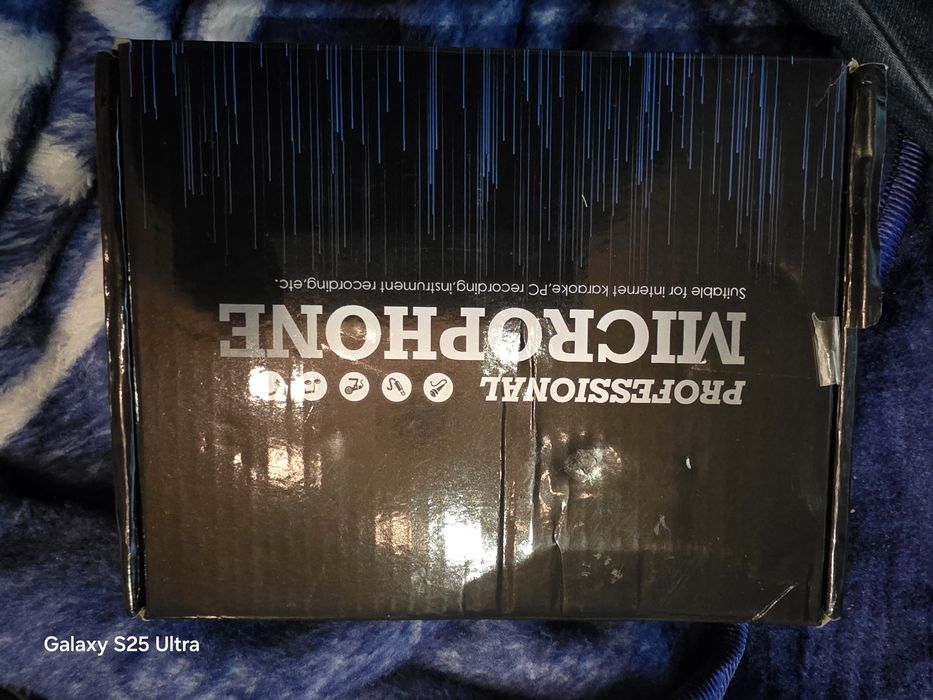 PROFESSIONAL
MICROPHONE
Suitable for internet karaoke,PC recording,instrument recording,etc.
Galaxy S25 Ultra